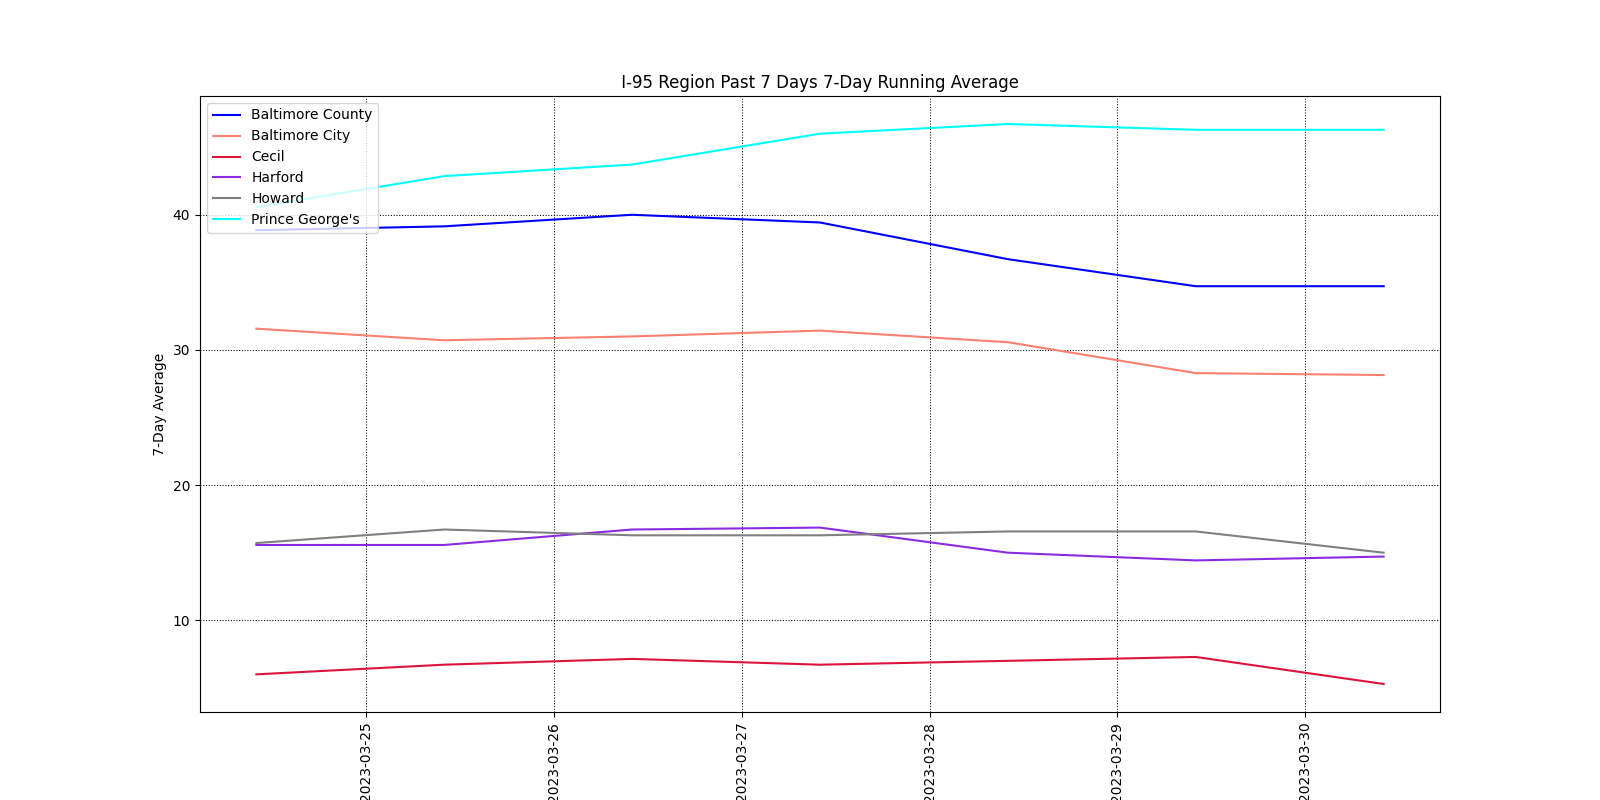 I-95 Region Past 7 Days 7-Day Running Average
Baltimore County
Baltimore City
Cecil
Harford
Howard
Prince George's
7-Day Average
40
30
20
10
2023-03-25
2023-03-26
2023-03-27
2023-03-28
2023-03-29
2023-03-30